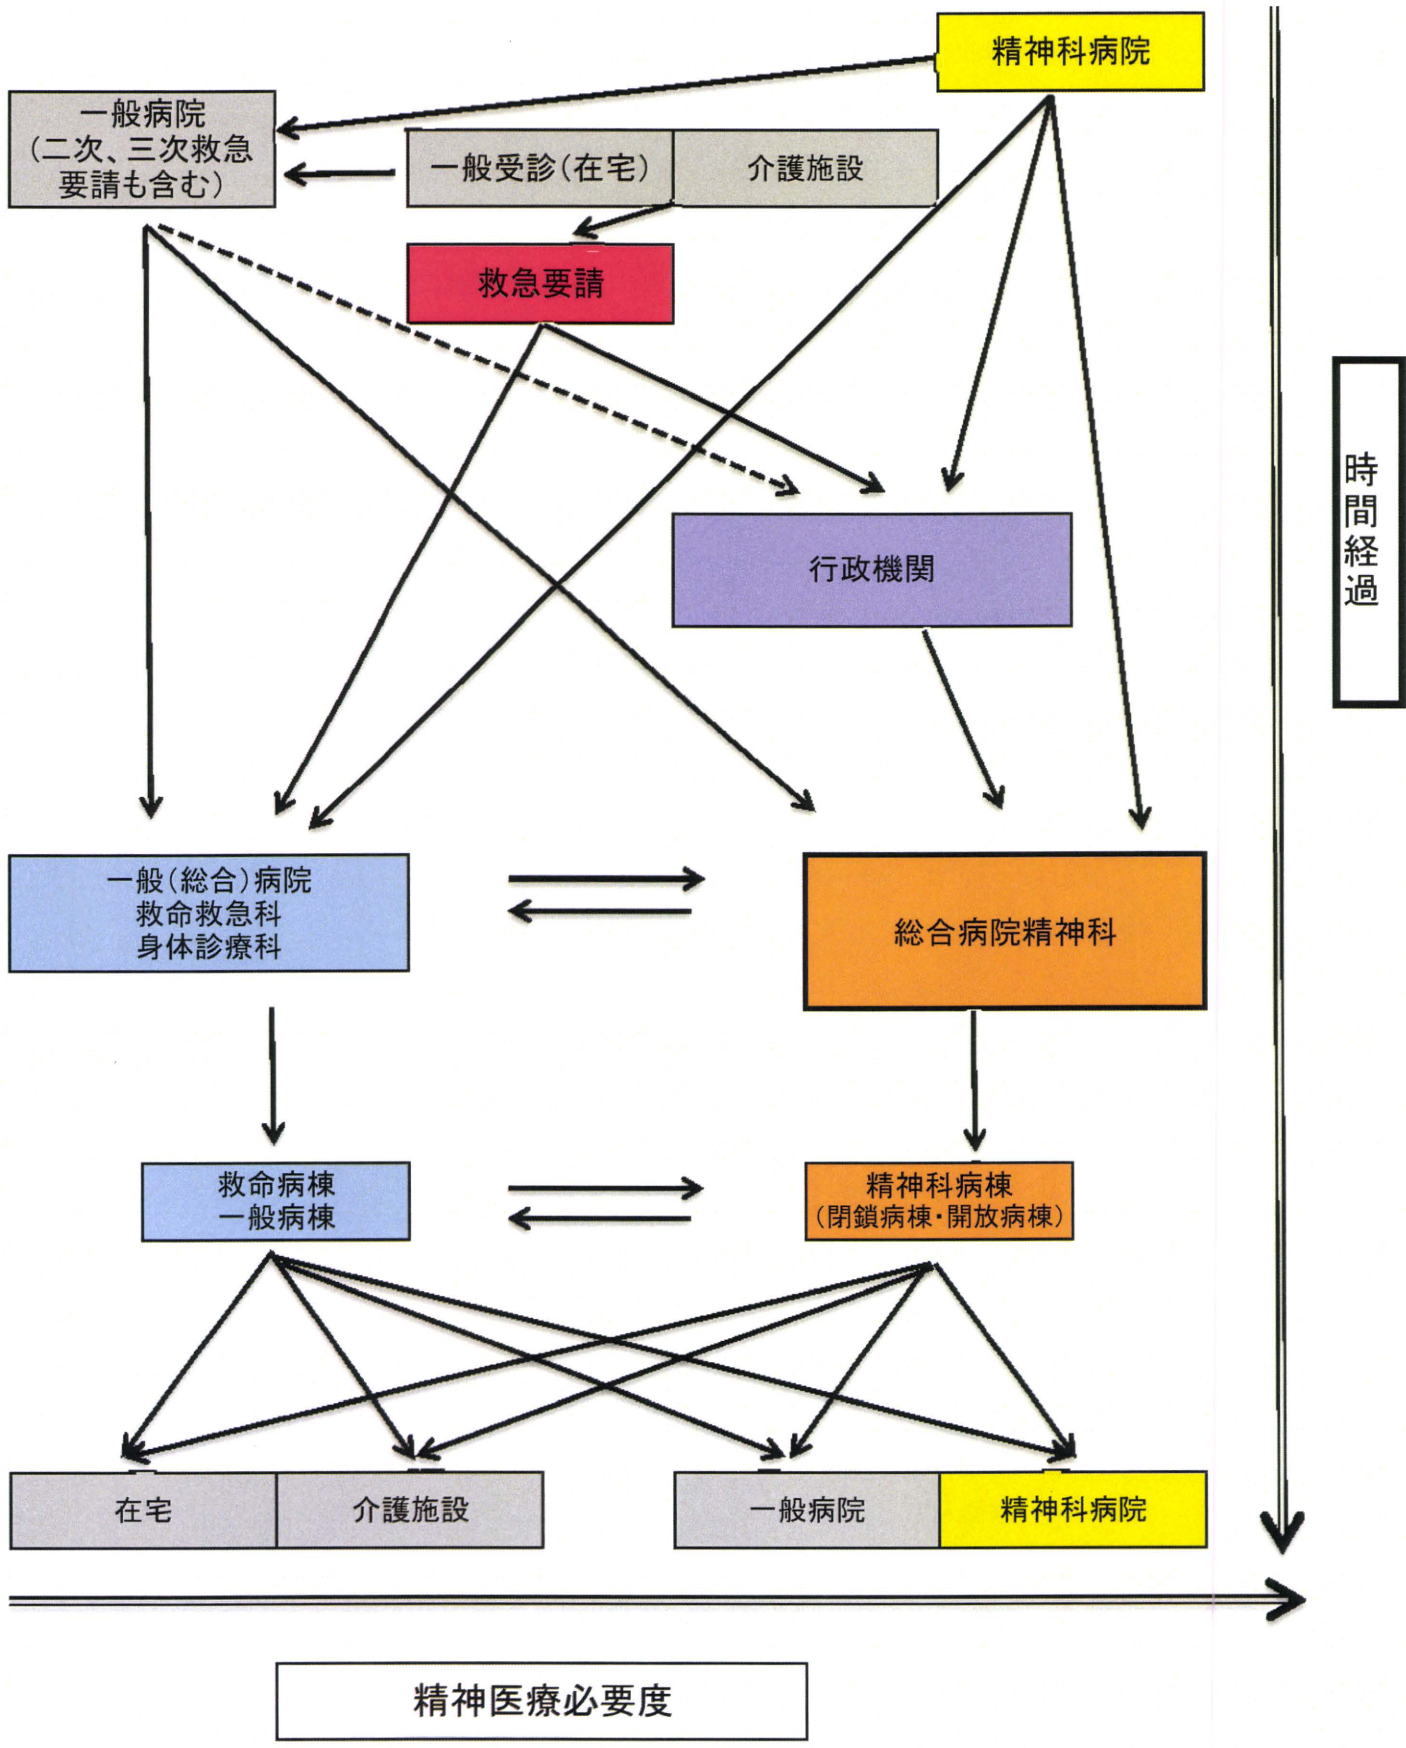 精神科病院
一般病院
(二次、三次救急
要請も含む)
一般受診(在宅)
介護施設
救急要請
行政機関
時間経過
一般(総合)病院
救命救急科
身体診療科
総合病院精神科
救命病棟
一般病棟
精神科病棟
(閉鎖病棟・開放病棟)
在宅
介護施設
一般病院
精神科病院
精神医療必要度